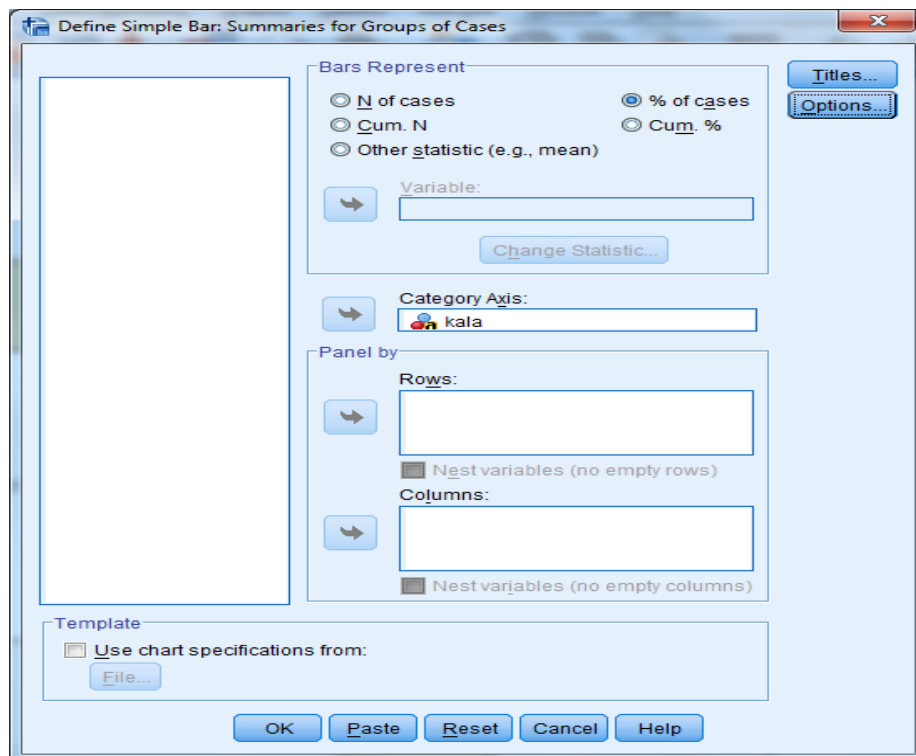 Define Simple Bar: Summaries for Groups of Cases
Bars Represent
N of cases
% of cases
Cum. N
Cum. %
Other statistic (e.g., mean)
Variable:
Change Statistic...
Category Axis:
kala
Panel by
Rows:
Nest variables (no empty rows)
Columns:
Nest variables (no empty columns)
Titles...
Options...
Template
Use chart specifications from:
File...
OK Paste Reset Cancel Help